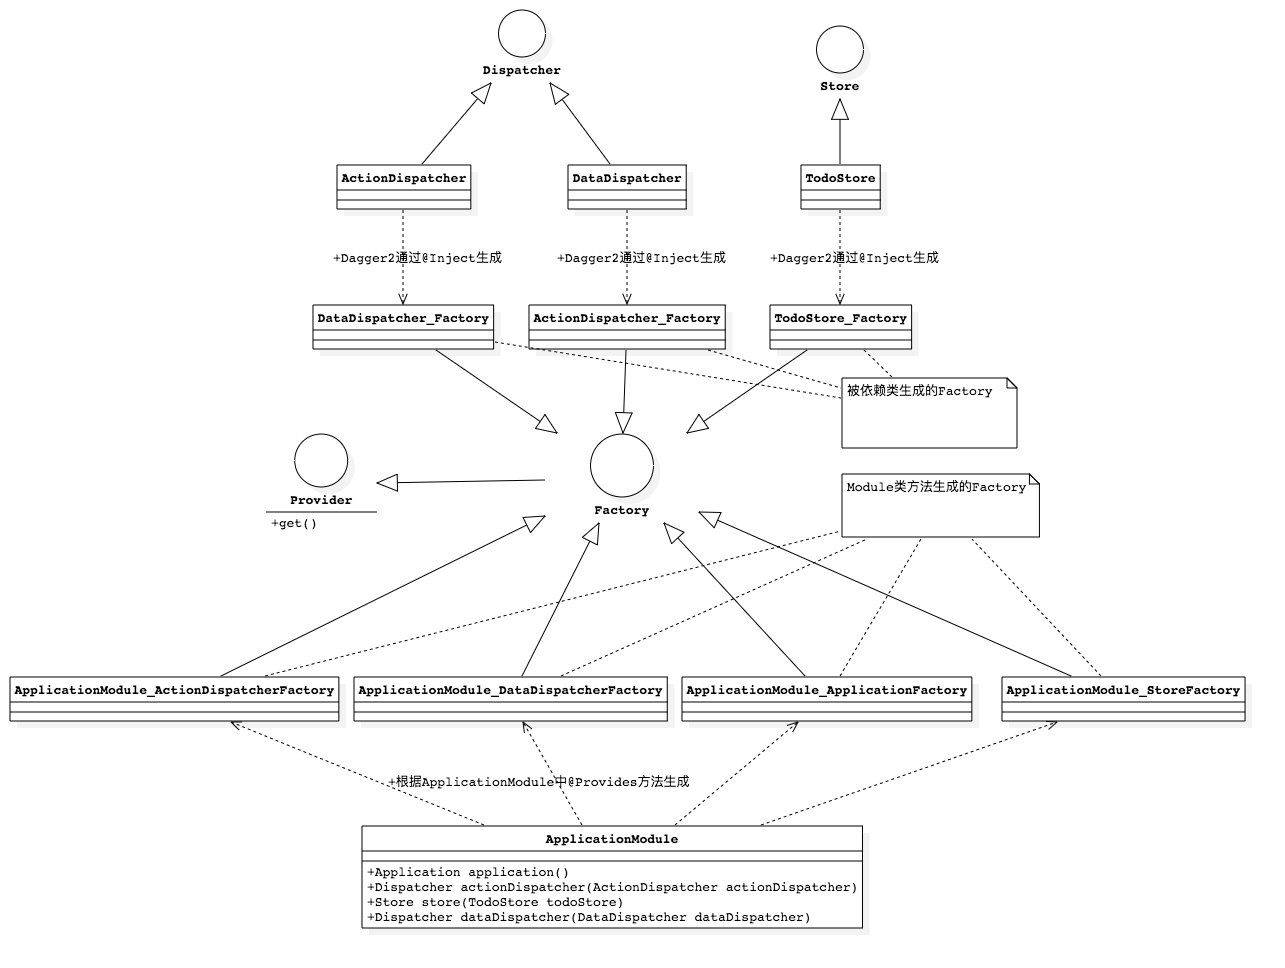 Dispatcher
Store
ActionDispatcher
DataDispatcher
TodoStore
+Dagger2通过@Inject生成
+Dagger2通过@Inject生成
+Dagger2通过@Inject生成
DataDispatcher_Factory
ActionDispatcher_Factory
TodoStore_Factory
被依赖类生成的Factory
Provider
+get()
Factory
Module类方法生成的Factory
ApplicationModule_ActionDispatcherFactory
ApplicationModule_DataDispatcherFactory
ApplicationModule_ApplicationFactory
ApplicationModule_StoreFactory
+根据ApplicationModule中@Provides方法生成
ApplicationModule
+Application application()
+Dispatcher actionDispatcher(ActionDispatcher actionDispatcher)
+Store store(TodoStore todoStore)
+Dispatcher dataDispatcher(DataDispatcher dataDispatcher)